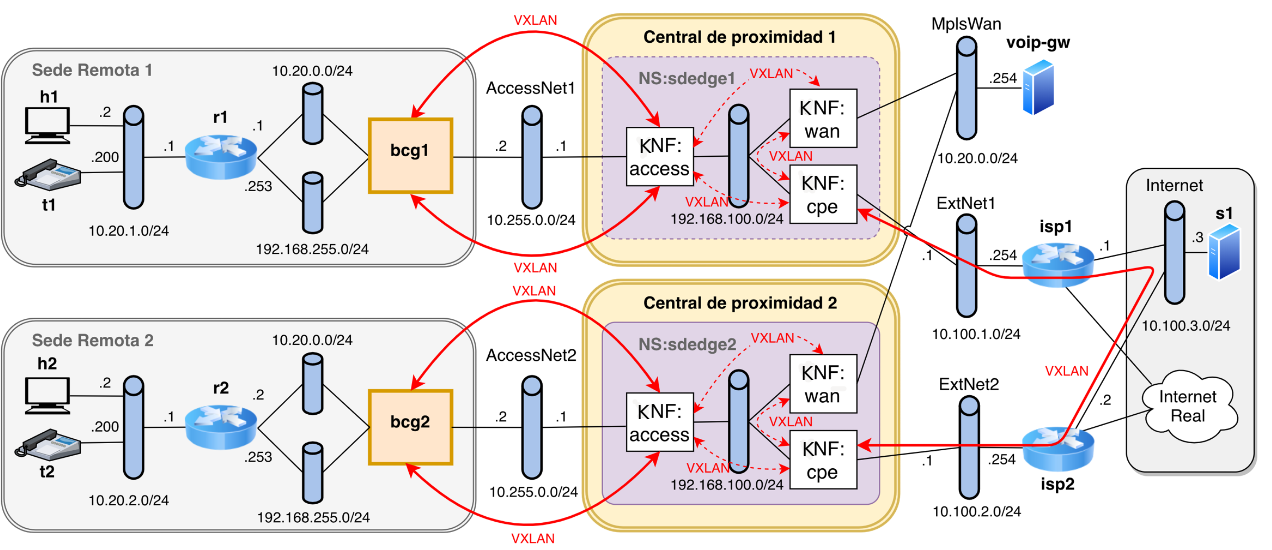 VXLAN
Central de proximidad 1
MplsWan
voip-gw
.254
10.20.0.0/24
Sede Remota 1
h1
.2
.200
t1
10.20.1.0/24
.1
r1
.1
.253
10.20.0.0/24
192.168.255.0/24
bcg1
AccessNet1
.2
.1
10.255.0.0/24
VXLAN
NS:sdedge1
VXLAN
KNF:
access
KNF:
wan
VXLAN
KNF:
cpe
VXLAN
192.168.100.0/24
ExtNet1
.1
.254
10.100.1.0/24
isp1
.1
Internet
s1
.3
10.100.3.0/24
VXLAN
Central de proximidad 2
Sede Remota 2
h2
.2
.200
t2
10.20.2.0/24
.1
r2
.2
.253
10.20.0.0/24
192.168.255.0/24
bcg2
AccessNet2
.2
.1
10.255.0.0/24
VXLAN
NS:sdedge2
VXLAN
KNF:
access
KNF:
wan
VXLAN
KNF:
cpe
VXLAN
192.168.100.0/24
ExtNet2
.1
.254
10.100.2.0/24
isp2
.2
VXLAN
Internet
Real